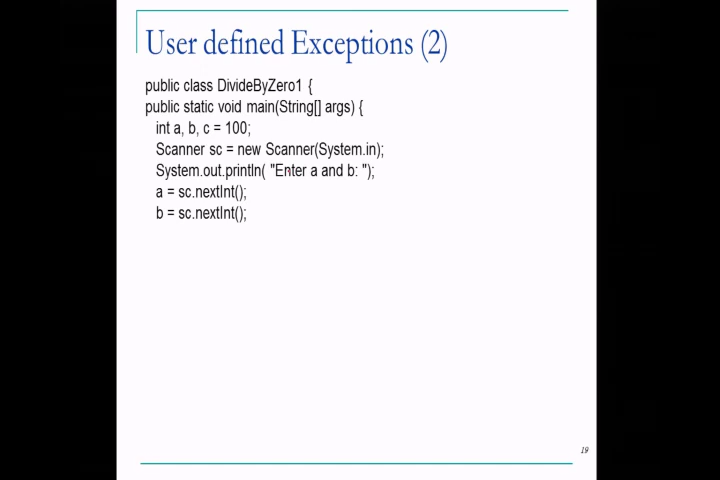 User defined Exceptions (2)
public class DivideByZero1 {
public static void main(String[] args) {
int a, b, c = 100;
Scanner sc = new Scanner(System.in);
System.out.println( "Enter a and b: ");
a = sc.nextInt();
b = sc.nextInt();
19